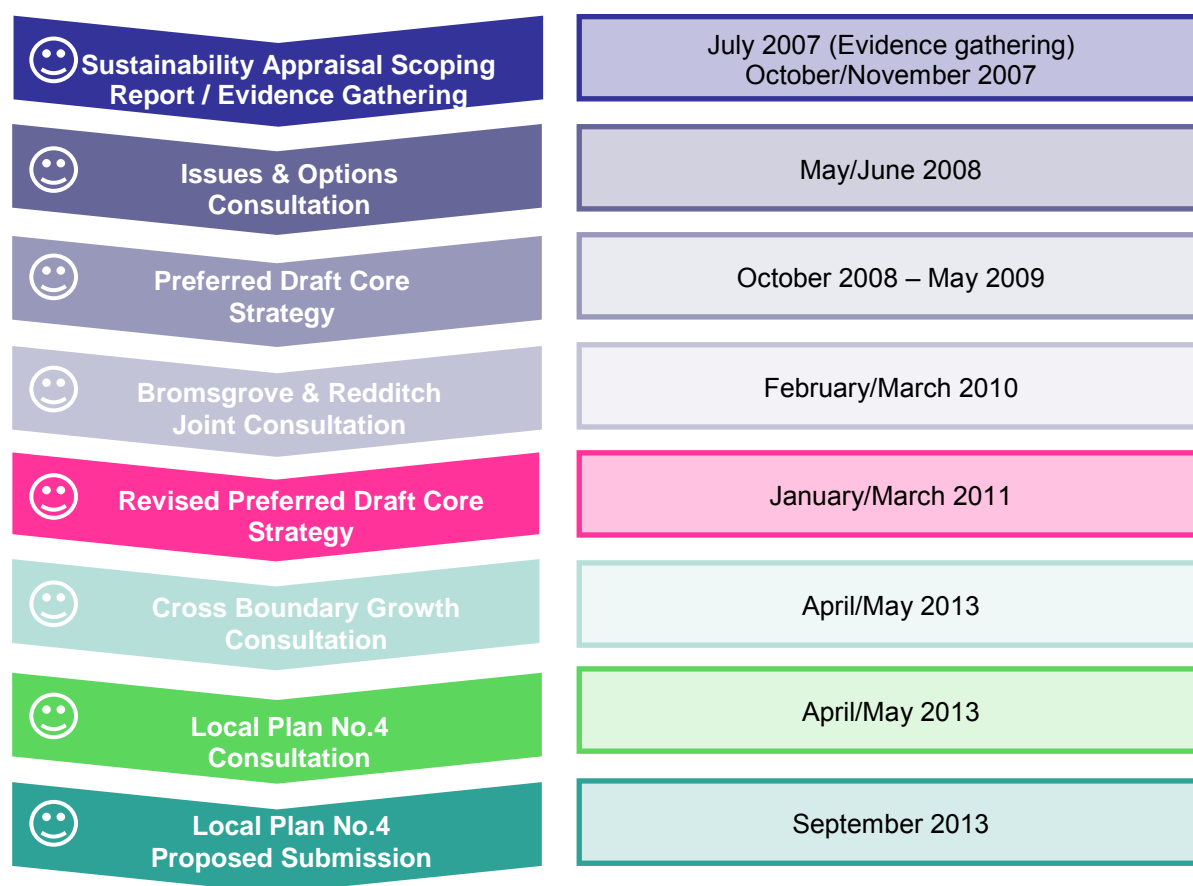 Sustainability Appraisal Scoping
Report / Evidence Gathering
July 2007 (Evidence gathering)
October/November 2007
Issues & Options
Consultation
May/June 2008
Preferred Draft Core
Strategy
October 2008 – May 2009
Bromsgrove & Redditch
Joint Consultation
February/March 2010
Revised Preferred Draft Core
Strategy
January/March 2011
Cross Boundary Growth
Consultation
April/May 2013
Local Plan No.4
Consultation
April/May 2013
Local Plan No.4
Proposed Submission
September 2013